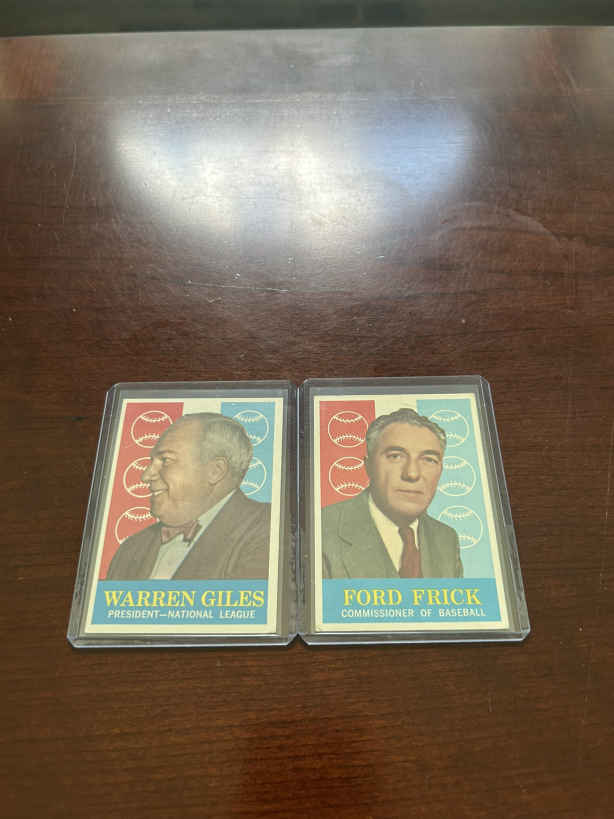 WARREN GILES
PRESIDENT—NATIONAL LEAGUE
FORD FRICK
COMMISSIONER OF BASEBALL